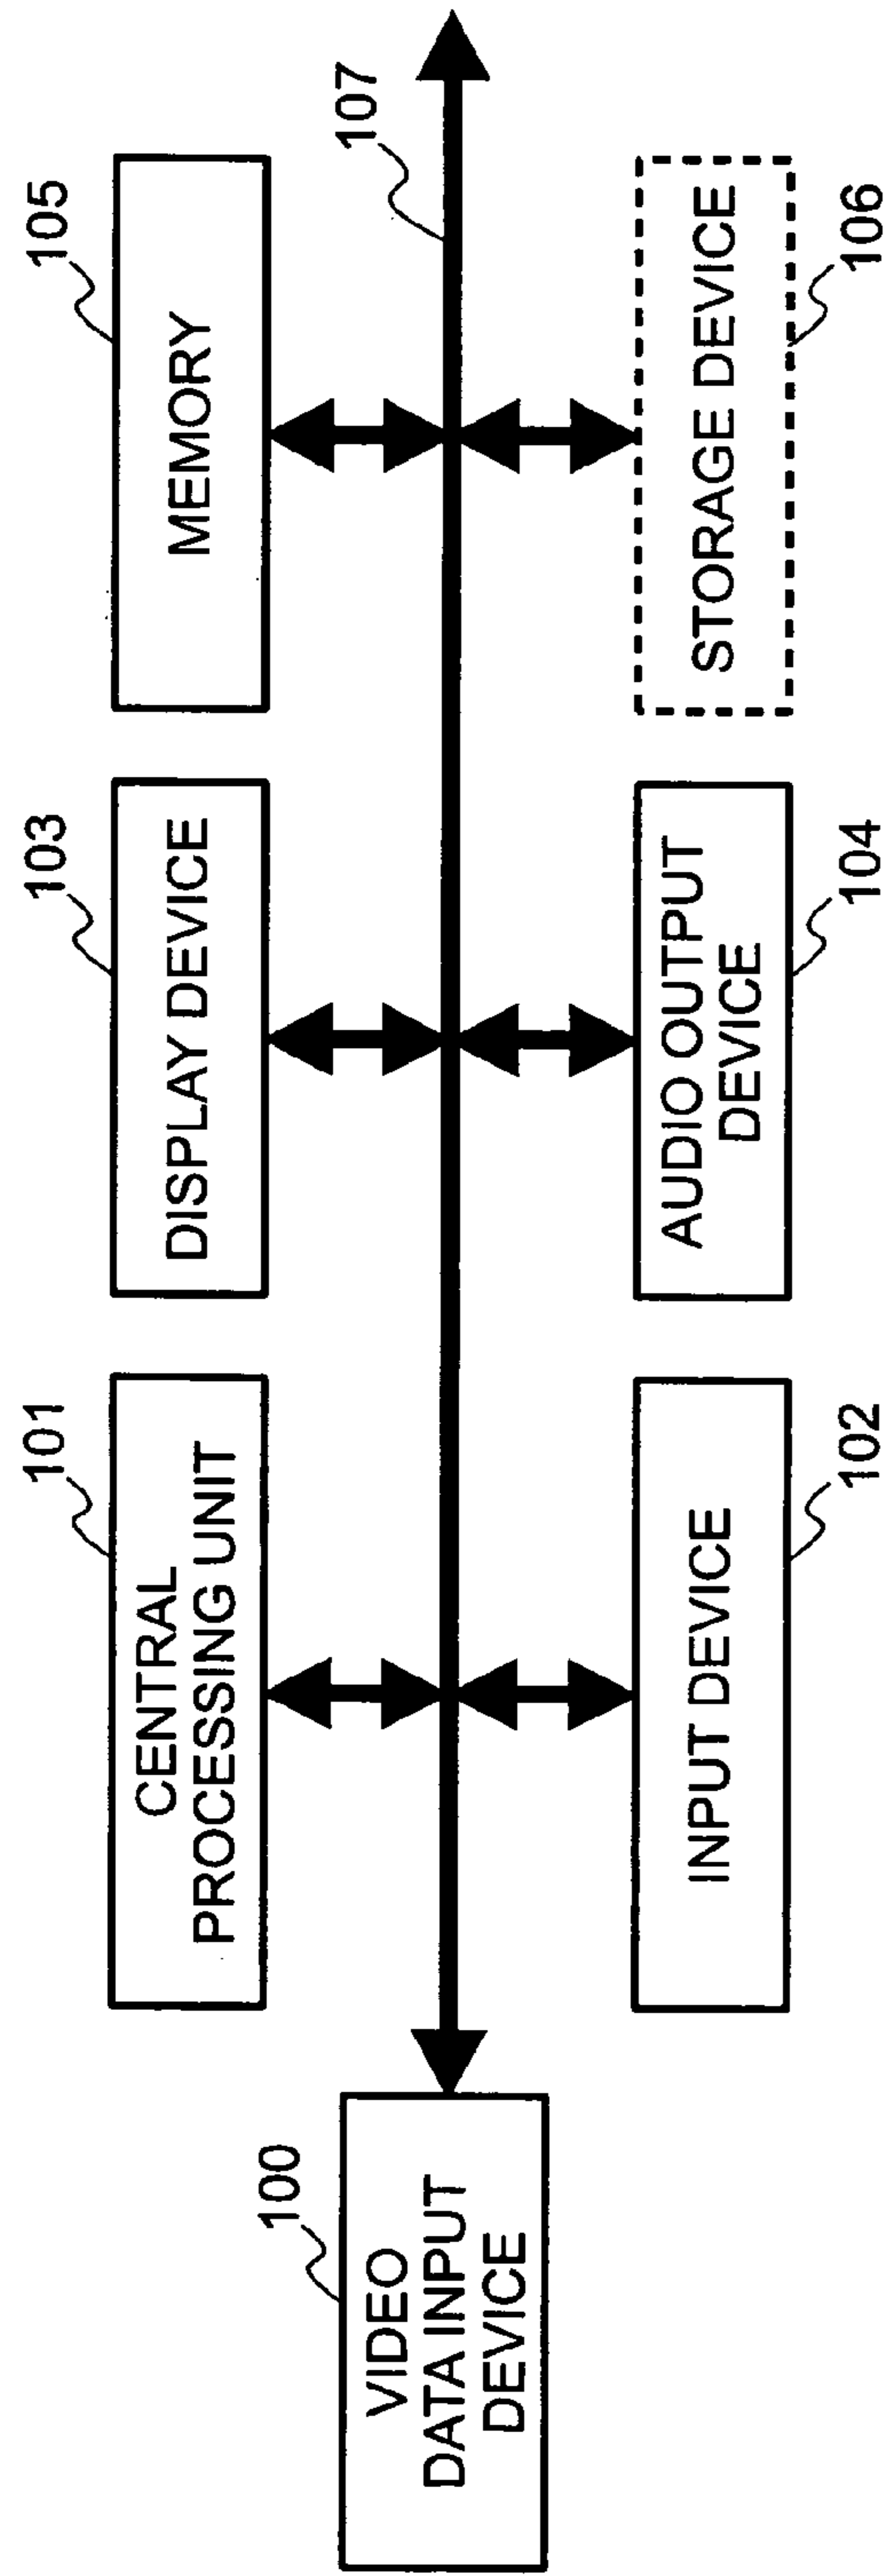 101
CENTRAL
PROCESSING UNIT
103
DISPLAY DEVICE
105
MEMORY
107
100
VIDEO
DATA INPUT
DEVICE
INPUT DEVICE
102
AUDIO OUTPUT
DEVICE
104
STORAGE DEVICE
106